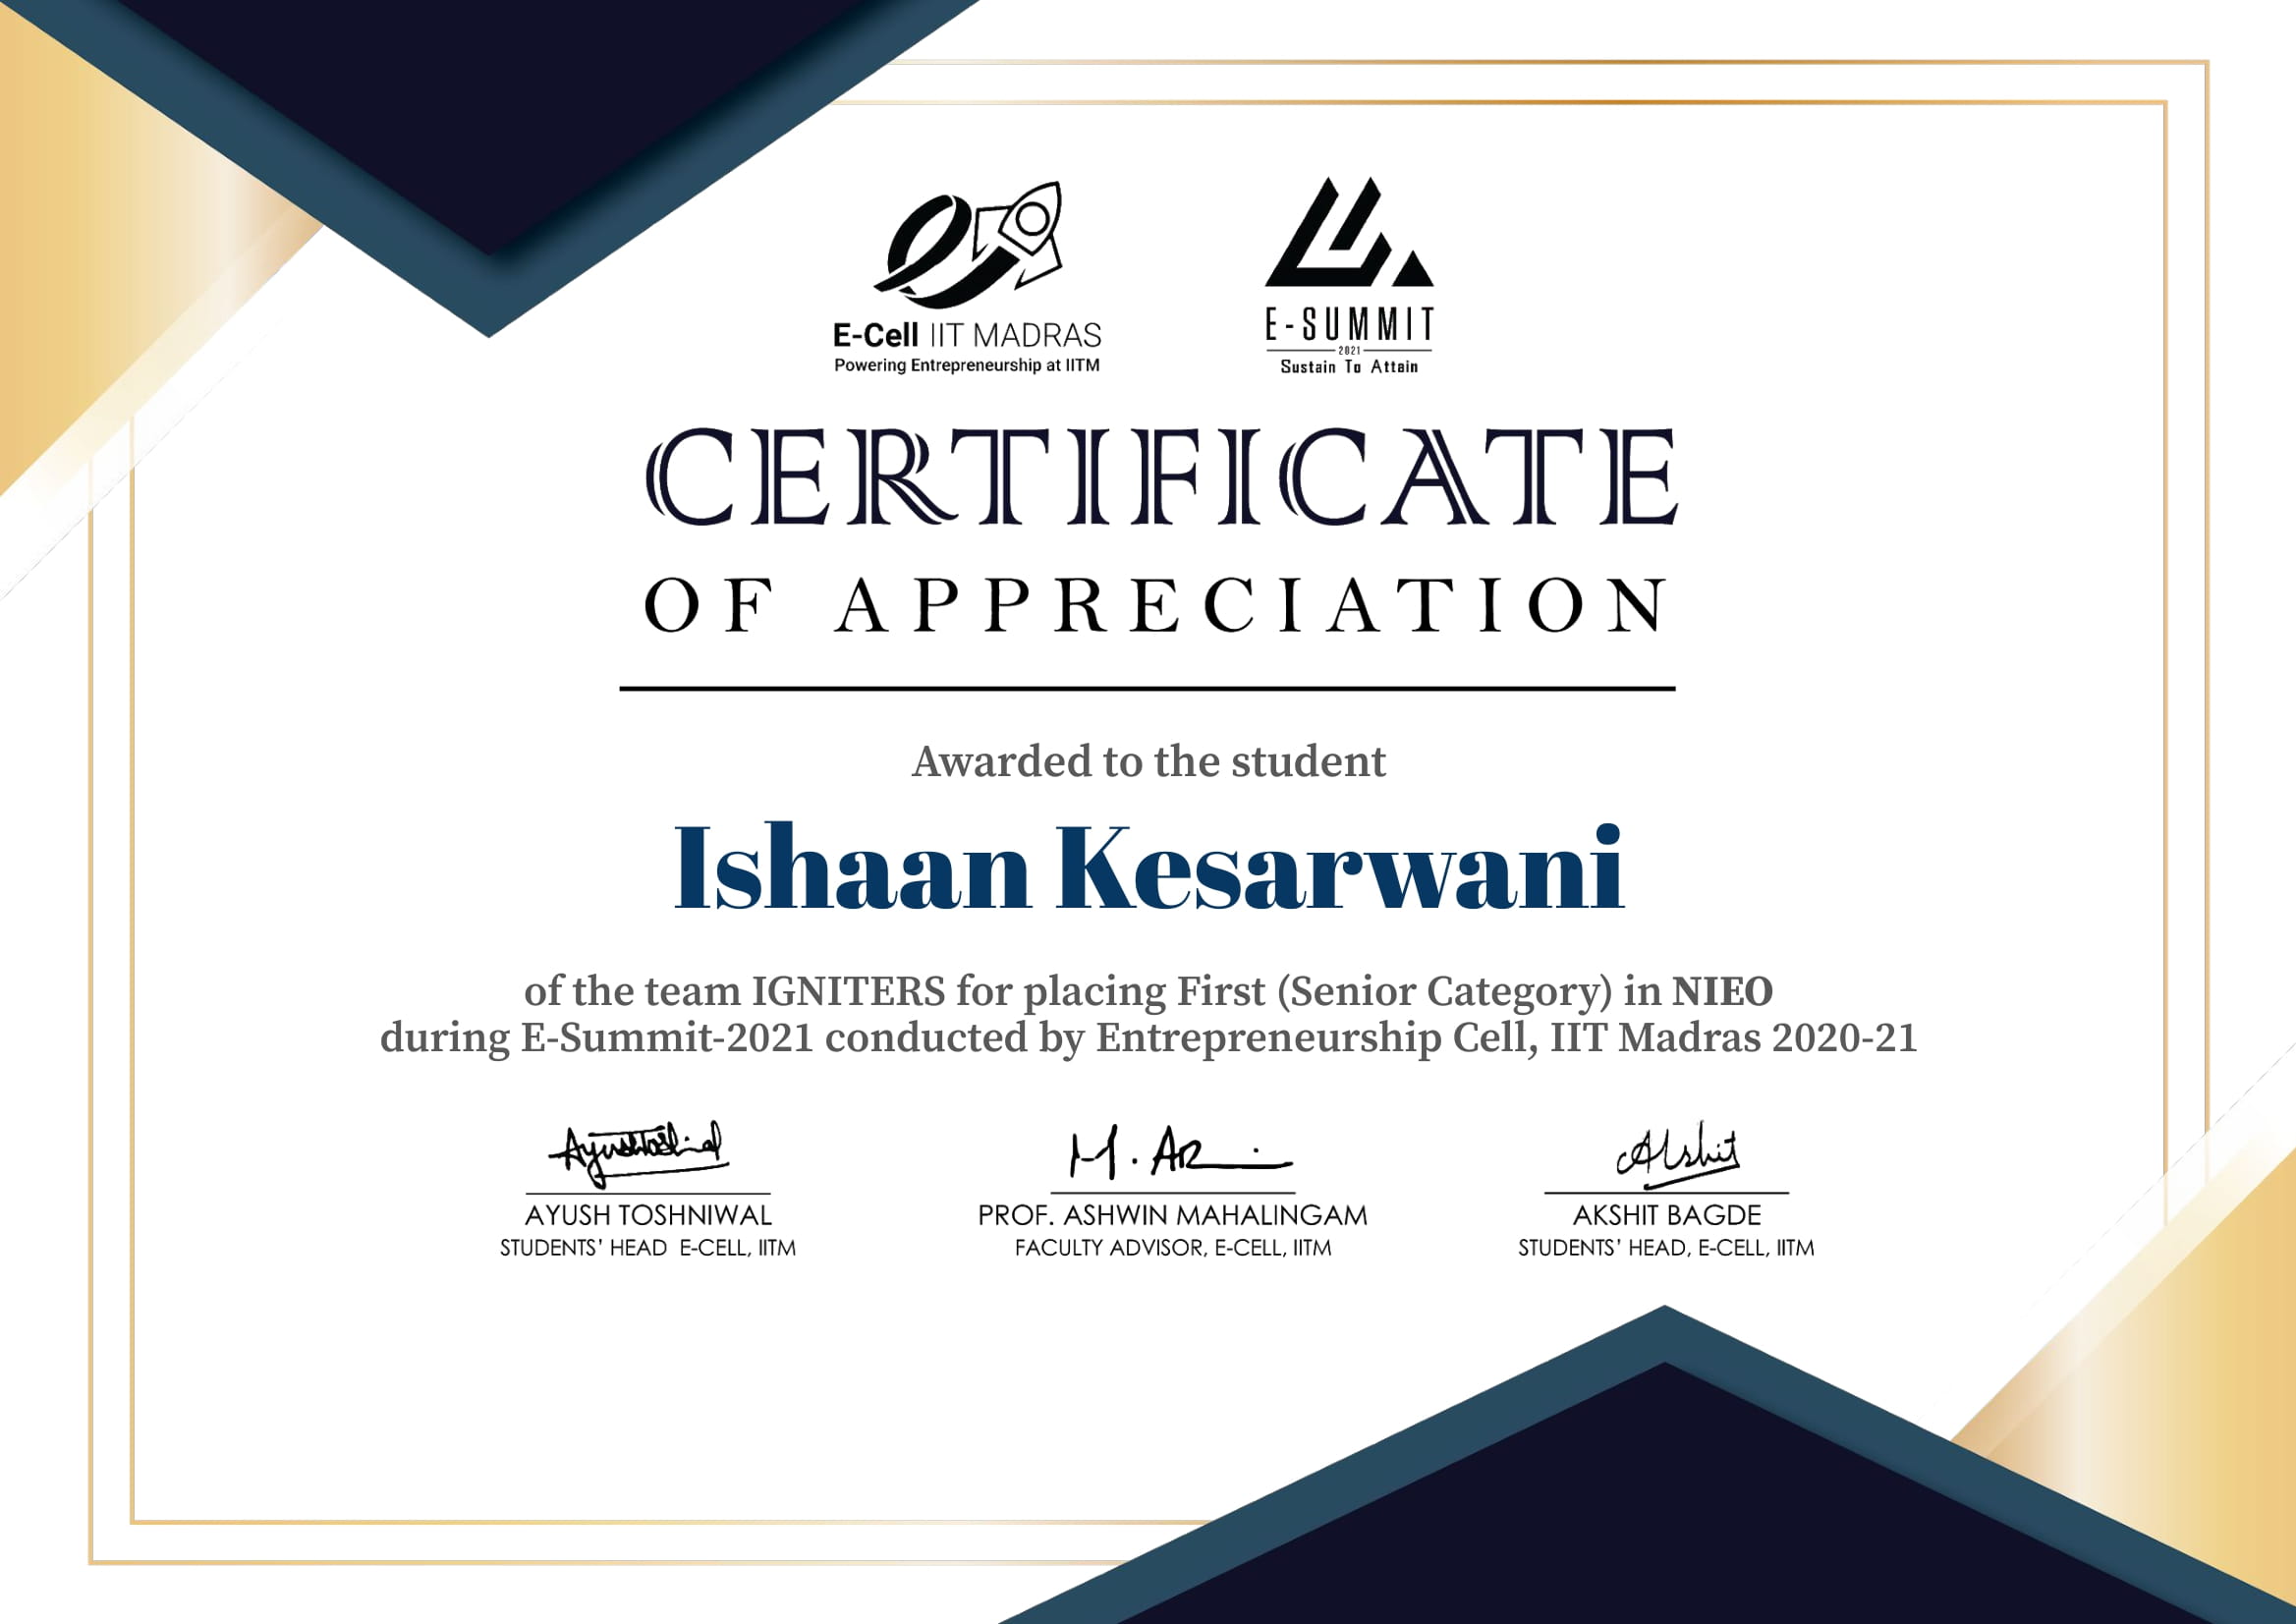 E-Cell IIT MADRAS
Powering Entrepreneurship at IITM
E-SUMMIT
2021
Sustain To Attain
CERTIFICATE
OF APPRECIATION
Awarded to the student
Ishaan Kesarwani
of the team IGNITERS for placing First (Senior Category) in NIEO
during E-Summit-2021 conducted by Entrepreneurship Cell, IIT Madras 2020-21
Ayush Toshniwal
M. AR
Akshit
AYUSH TOSHNIWAL
PROF. ASHWIN MAHALINGAM
AKSHIT BAGDE
STUDENTS' HEAD E-CELL, IITM
FACULTY ADVISOR, E-CELL, IITM
STUDENTS' HEAD, E-CELL, IITM